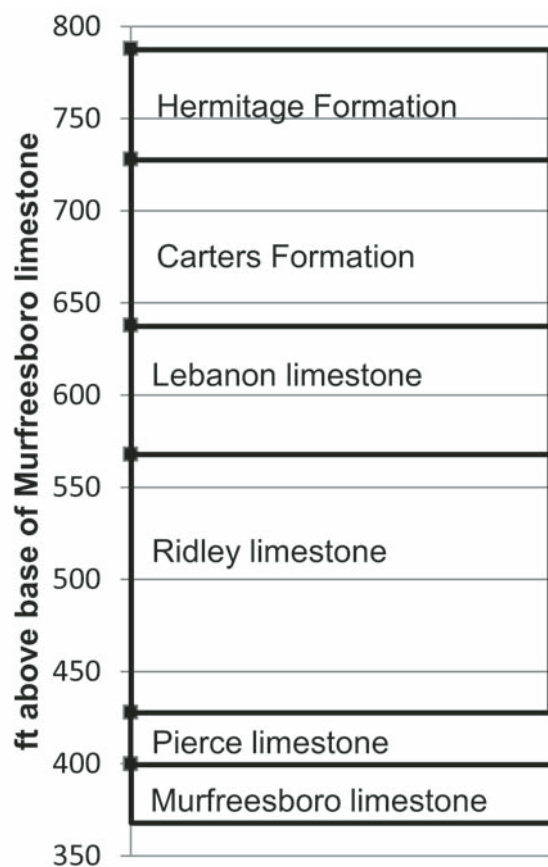 ft above base of Murfreesboro limestone
800
Hermitage Formation
750
700
Carters Formation
650
Lebanon limestone
600
550
Ridley limestone
500
450
Pierce limestone
400
Murfreesboro limestone
350